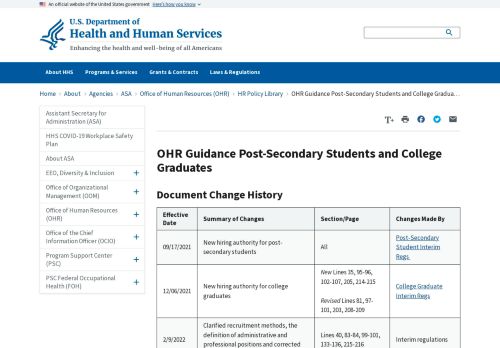 An official website of the United States government Here's how you know
U.S. Department of
Health and Human Services
Enhancing the health and well-being of all Americans
About HHS Programs & Services Grants & Contracts Laws & Regulations
Home > About > Agencies > ASA > Office of Human Resources (OHR) > HR Policy Library > OHR Guidance Post-Secondary Students and College Gradua...
Assistant Secretary for
Administration (ASA)
HHS COVID-19 Workplace Safety
Plan
About ASA
EEO, Diversity & Inclusion +
Office of Organizational
Management (OOM) +
Office of Human Resources
(OHR) +
Office of the Chief
Information Officer (OCIO) +
Program Support Center
(PSC) +
PSC Federal Occupational
Health (FOH) +
T+
OHR Guidance Post-Secondary Students and College
Graduates
Document Change History
Effective
Date
Summary of Changes
Section/Page
Changes Made By
09/17/2021
New hiring authority for post-
secondary students
All
Post-Secondary
Student Interim
Regs
12/06/2021
New hiring authority for college
graduates
New Lines 35, 95-96,
102-107, 205, 214-215
Revised Lines 81, 97-
101, 203, 208-209
College Graduate
Interim Regs
2/9/2022
Clarified recruitment methods, the
definition of administrative and
professional positions and corrected
Lines 40, 83-84, 99-101,
133-136, 215-216
Interim regulations